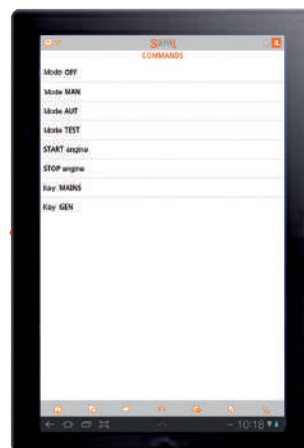 Sam1
COMMANDS
Mode OFF
Mode MAN
Mode AUT
Mode TEST
START engine
STOP engine
Key MAINS
Key GEN
10:18